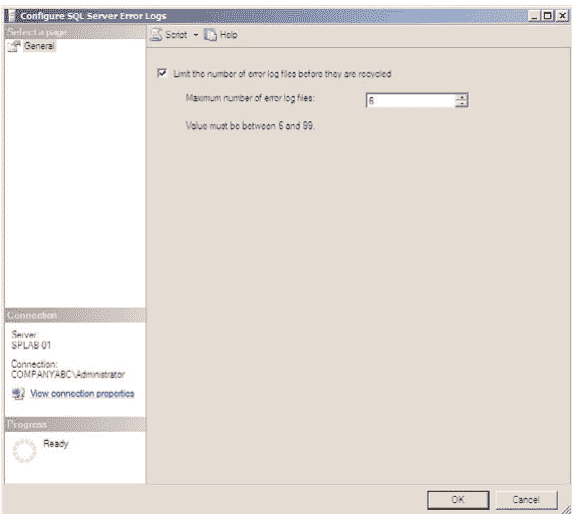 Configure SQL Server Error Logs
Select a page
General
Script Help
Limit the number of error log files before they are recycled
Maximum number of error log files: 6
Value must be between 6 and 99.
Connection
Server:
SPLAB-01
Connection:
COMPANYABC\Administrator
View connection properties
Progress
Ready
OK Cancel